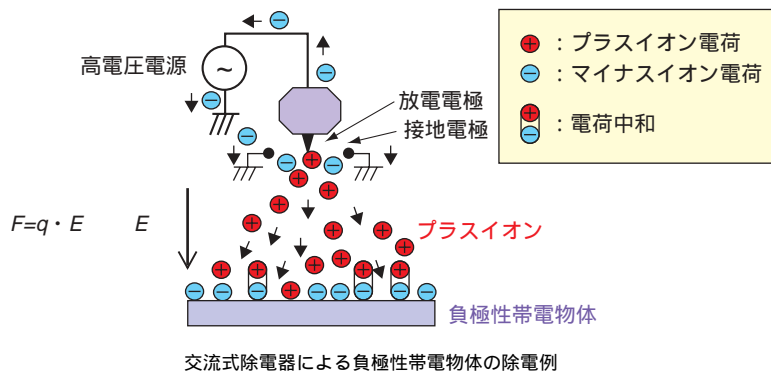 高電圧電源
~
放電電極
接地電極
+ : プラスイオン電荷
− : マイナスイオン電荷
+ − : 電荷中和
F=q・E E
プラスイオン
負極性帯電物体
交流式除電器による負極性帯電物体の除電例